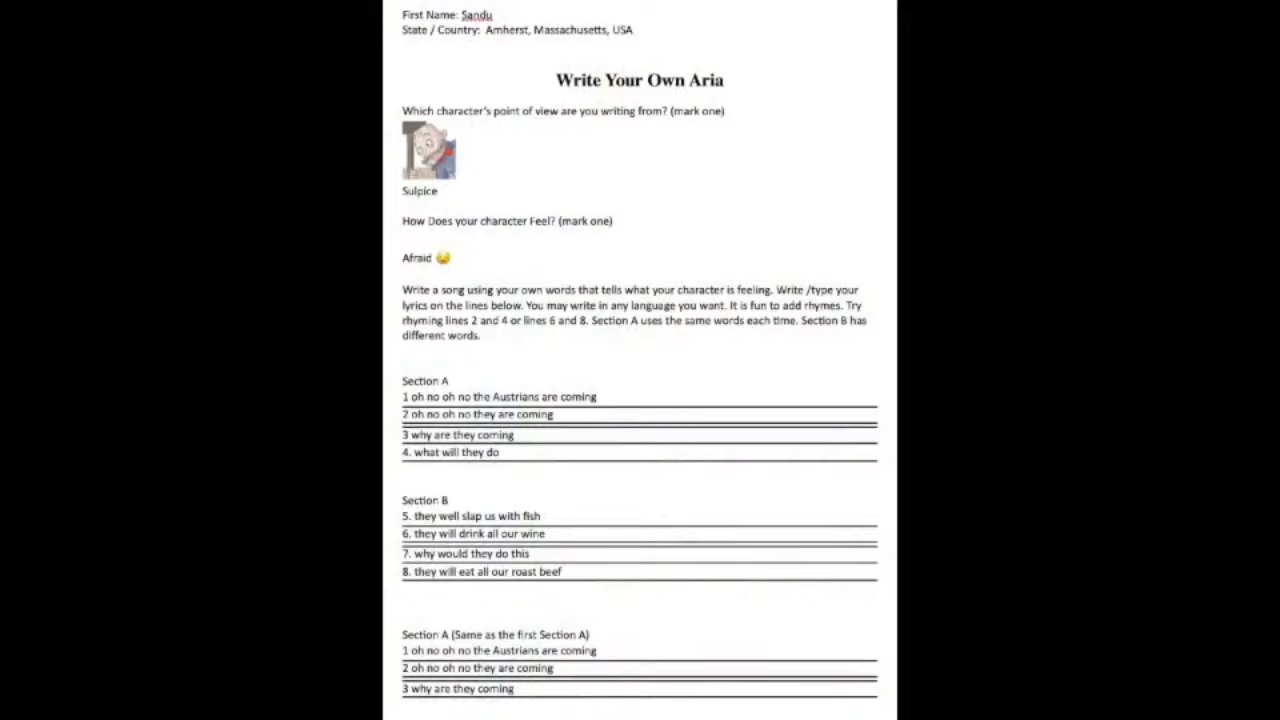 First Name: Sandu
State / Country:  Amherst, Massachusetts, USA
Write Your Own Aria
Which character's point of view are you writing from? (mark one)
Sulpice
How Does your character Feel? (mark one)
Afraid
Write a song using your own words that tells what your character is feeling. Write /type your
lyrics on the lines below. You may write in any language you want. It is fun to add rhymes. Try
rhyming lines 2 and 4 or lines 6 and 8. Section A uses the same words each time. Section B has
different words.
Section A
1 oh no oh no the Austrians are coming
2 oh no oh no they are coming
3 why are they coming
4. what will they do
Section B
5. they well slap us with fish
6. they will drink all our wine
7. why would they do this
8. they will eat all our roast beef
Section A (Same as the first Section A)
1 oh no oh no the Austrians are coming
2 oh no oh no they are coming
3 why are they coming